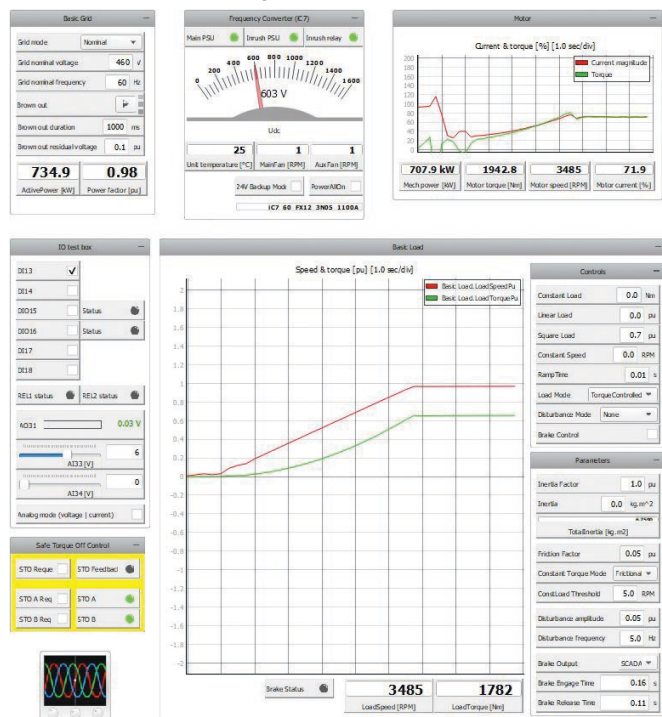 Basic Grid
Grid mode Nominal
Grid nominal voltage 460 V
Grid nominal frequency 60 Hz
Brown out
Brown out duration 1000 ms
Brown out residual voltage 0.1 pu
734.9 0.98
ActivePower [kW] Power factor [pu]
Frequency Converter (iC7)
Main PSU Inrush PSU Inrush relay
0 200 400 600 800 1000 1200 1400 1600
603 V
Udc
25 1 1
Unit temperature [°C] MainFan [RPM] AuxFan [RPM]
24V Backup Modi PowerAllOn
iC7 60 FX12 3N05 1100A
Motor
Current & torque [%] [1.0 sec/div]
Current magnitude
Torque
200
180
160
140
120
100
80
60
40
20
0
707.9 kW 1942.8 3485 71.9
Mech power [kW] Motor torque [Nm] Motor speed [RPM] Motor current [%]
IO test box
DI13
DI14
DIO15 Status
DIO16 Status
DI17
DI18
REL1 status REL2 status
AO31 0.03 V
6
AI33 [V]
0
AI34 [V]
Analog mode (voltage | current)
Safe Torque Off Control
STO Reque STO Feedbacl
STO A Req STO A
STO B Req STO B
Basic Load
Speed & torque [pu] [1.0 sec/div]
Basic Load.LoadSpeedPu
Basic Load.LoadTorquePu
2
1.8
1.6
1.4
1.2
1
0.8
0.6
0.4
0.2
0
-0.2
-0.4
-0.6
-0.8
-1
-1.2
-1.4
-1.6
-1.8
-2
Brake Status
3485 1782
LoadSpeed [RPM] LoadTorque [Nm]
Controls
Constant Load 0.0 Nm
Linear Load 0.0 pu
Square Load 0.7 pu
Constant Speed 0.0 RPM
RampTime 0.01 s
Load Mode TorqueControlled
Disturbance Mode None
Brake Control
Parameters
Inertia Factor 1.0 pu
Inertia 0.0 kg.m^2
TotalInertia [kg.m2]
Friction Factor 0.05 pu
Constant Torque Mode Frictional
ConstLoad Threshold 5.0 RPM
Disturbance amplitude 0.05 pu
Disturbance frequency 5.0 Hz
Brake Output SCADA
Brake Engage Time 0.16 s
Brake Release Time 0.11 s